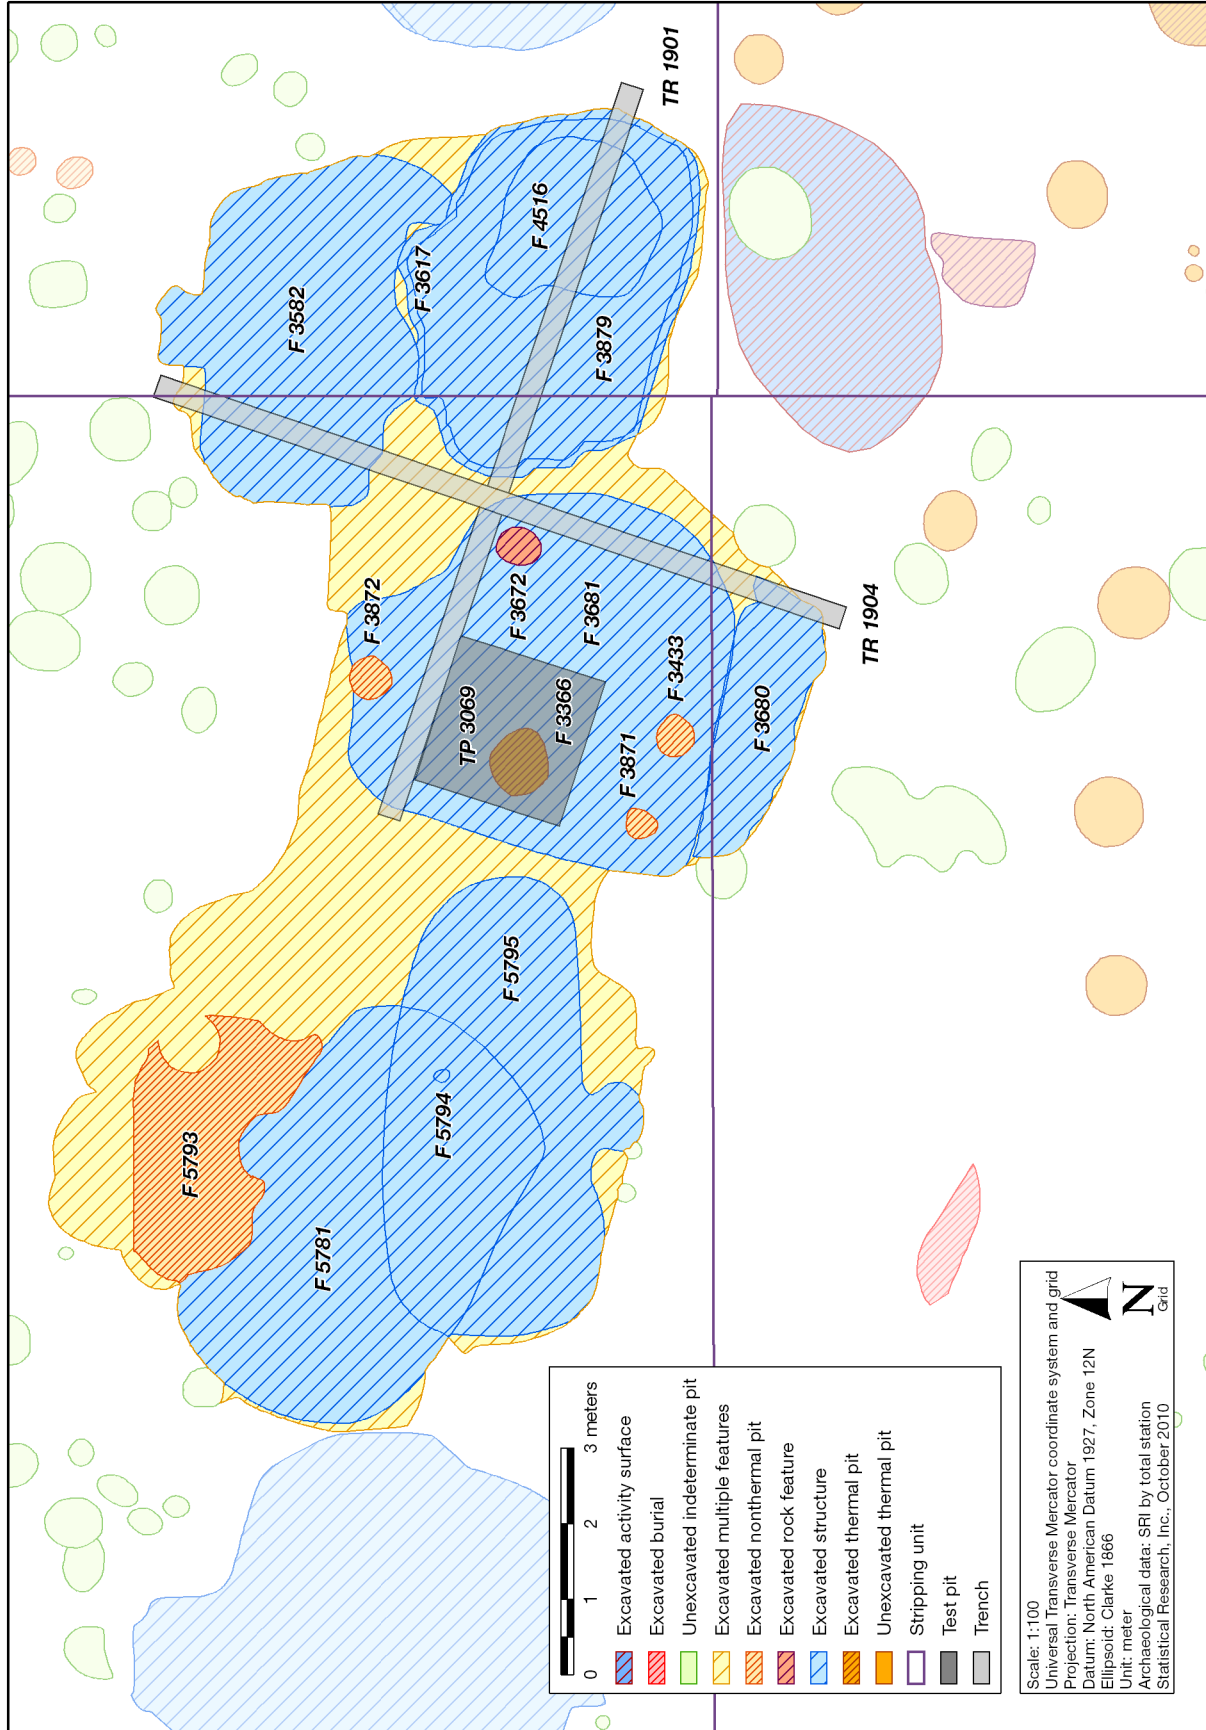 F 5793
F 5781
F 5794
F 5795
F 3872
TP 3069
F 3366
F 3672
F 3681
F 3871
F 3433
F 3680
F 3582
F 3617
F 4516
F 3879
TR 1901
TR 1904
0 1 2 3 meters
Excavated activity surface
Excavated burial
Unexcavated indeterminate pit
Excavated multiple features
Excavated nonthermal pit
Excavated rock feature
Excavated structure
Excavated thermal pit
Unexcavated thermal pit
Stripping unit
Test pit
Trench
Scale: 1:100
Universal Transverse Mercator coordinate system and grid
Projection: Transverse Mercator
Datum: North American Datum 1927, Zone 12N
Ellipsoid: Clarke 1866
Unit: meter
Archaeological data: SRI by total station
Statistical Research, Inc., October 2010
N
Grid